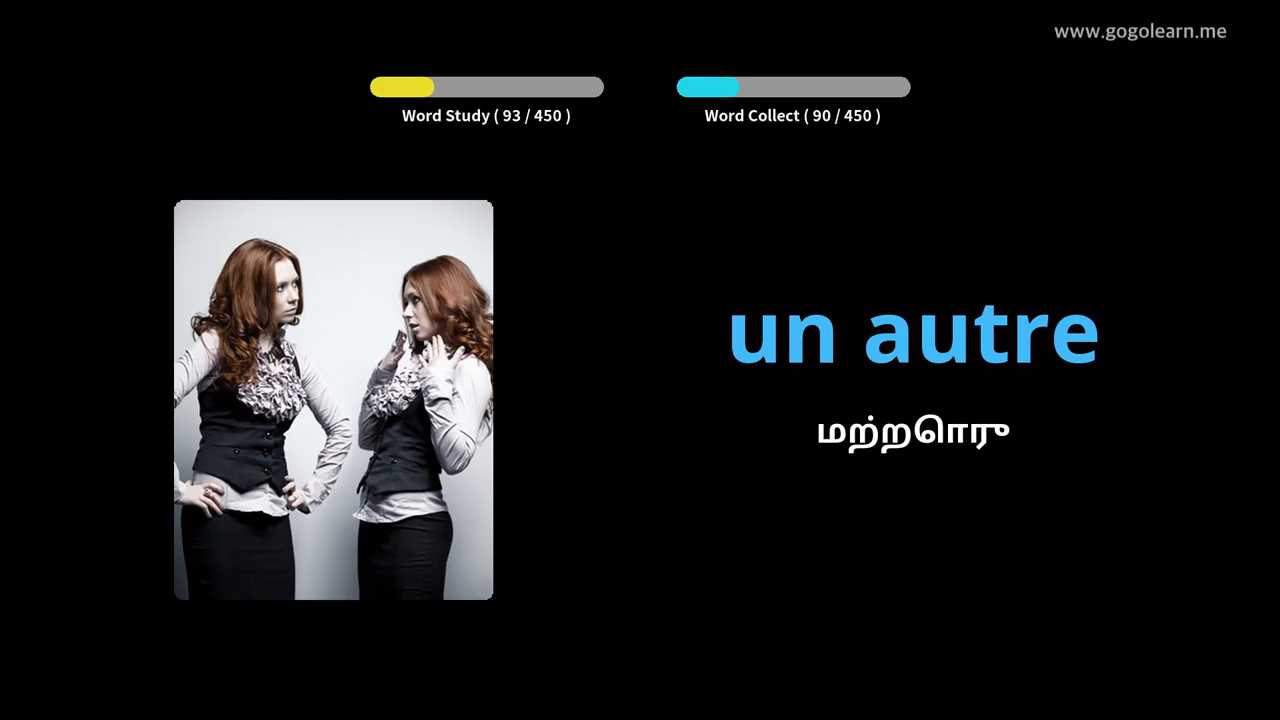 www.gogolearn.me
Word Study ( 93 / 450 )
Word Collect ( 90 / 450 )
un autre
மற்றொரு